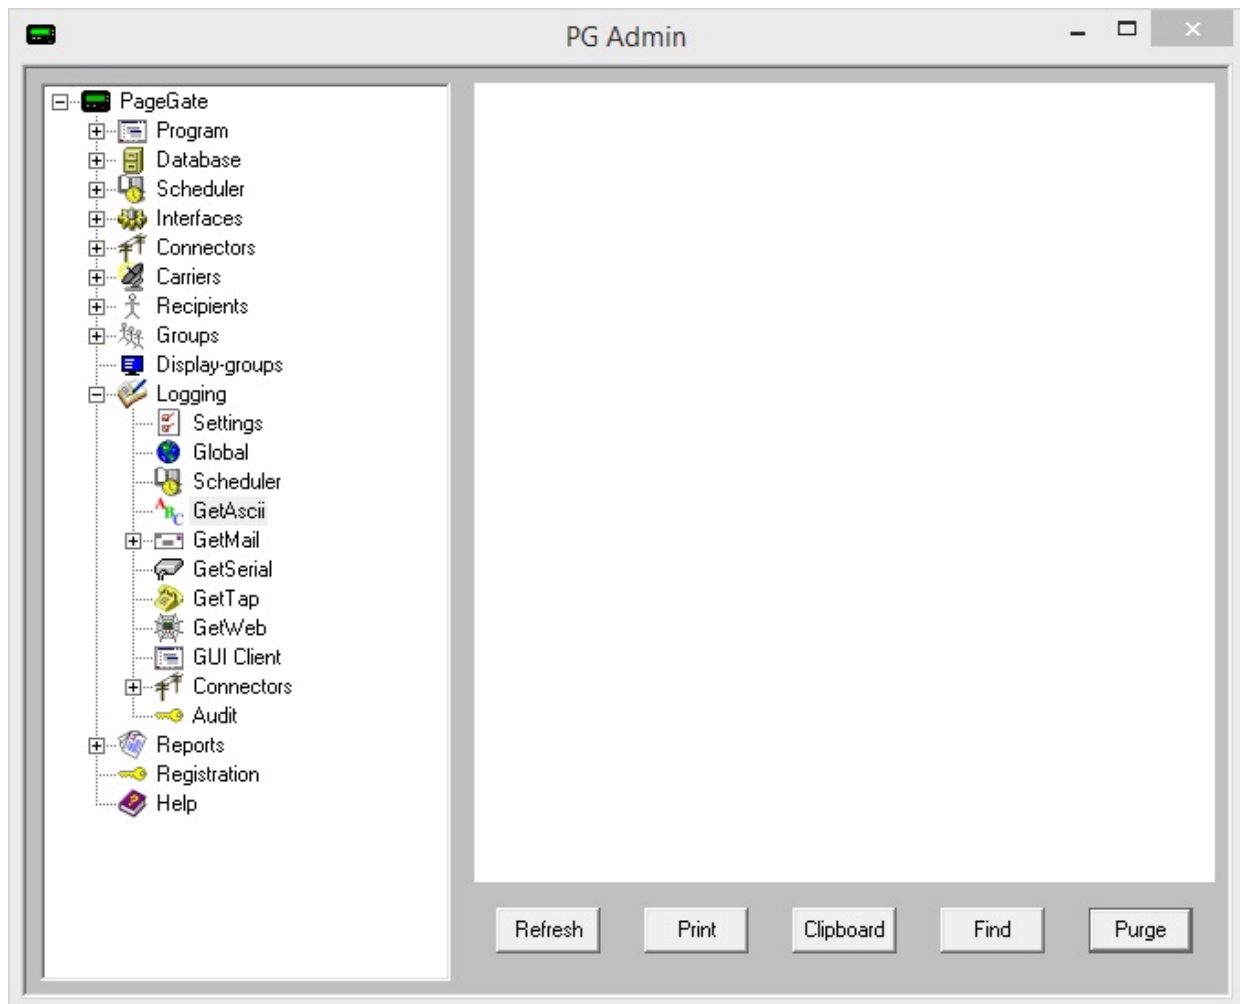 PG Admin
PageGate
Program
Database
Scheduler
Interfaces
Connectors
Carriers
Recipients
Groups
Display-groups
Logging
Settings
Global
Scheduler
ABC GetAscii
GetMail
GetSerial
GetTap
GetWeb
GUI Client
Connectors
Audit
Reports
Registration
Help
Refresh Print Clipboard Find Purge